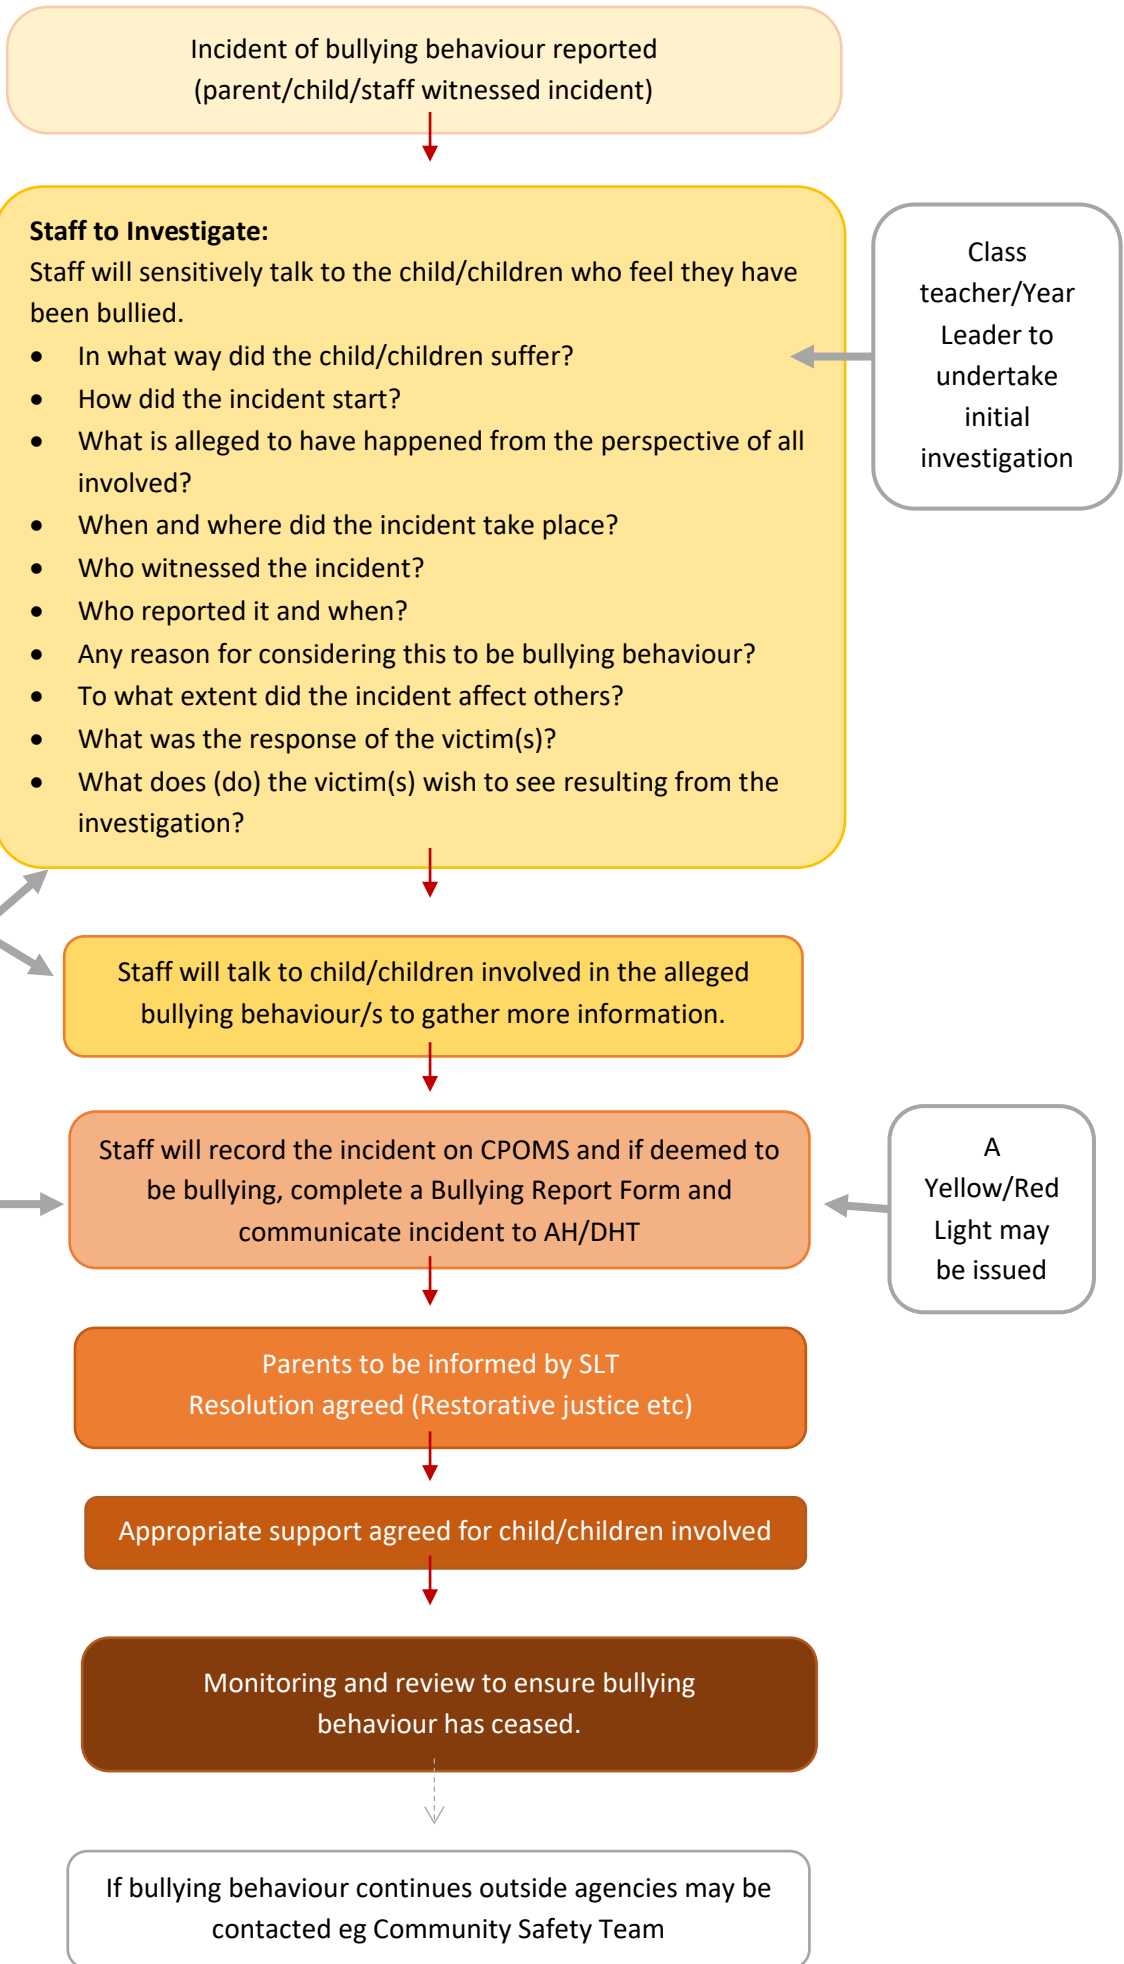 Incident of bullying behaviour reported
(parent/child/staff witnessed incident)
Staff to Investigate:
Staff will sensitively talk to the child/children who feel they have
been bullied.
• In what way did the child/children suffer?
• How did the incident start?
• What is alleged to have happened from the perspective of all
involved?
• When and where did the incident take place?
• Who witnessed the incident?
• Who reported it and when?
• Any reason for considering this to be bullying behaviour?
• To what extent did the incident affect others?
• What was the response of the victim(s)?
• What does (do) the victim(s) wish to see resulting from the
investigation?
Class
teacher/Year
Leader to
undertake
initial
investigation
Staff will talk to child/children involved in the alleged
bullying behaviour/s to gather more information.
Staff will record the incident on CPOMS and if deemed to
be bullying, complete a Bullying Report Form and
communicate incident to AH/DHT
A
Yellow/Red
Light may
be issued
Parents to be informed by SLT
Resolution agreed (Restorative justice etc)
Appropriate support agreed for child/children involved
Monitoring and review to ensure bullying
behaviour has ceased.
If bullying behaviour continues outside agencies may be
contacted eg Community Safety Team